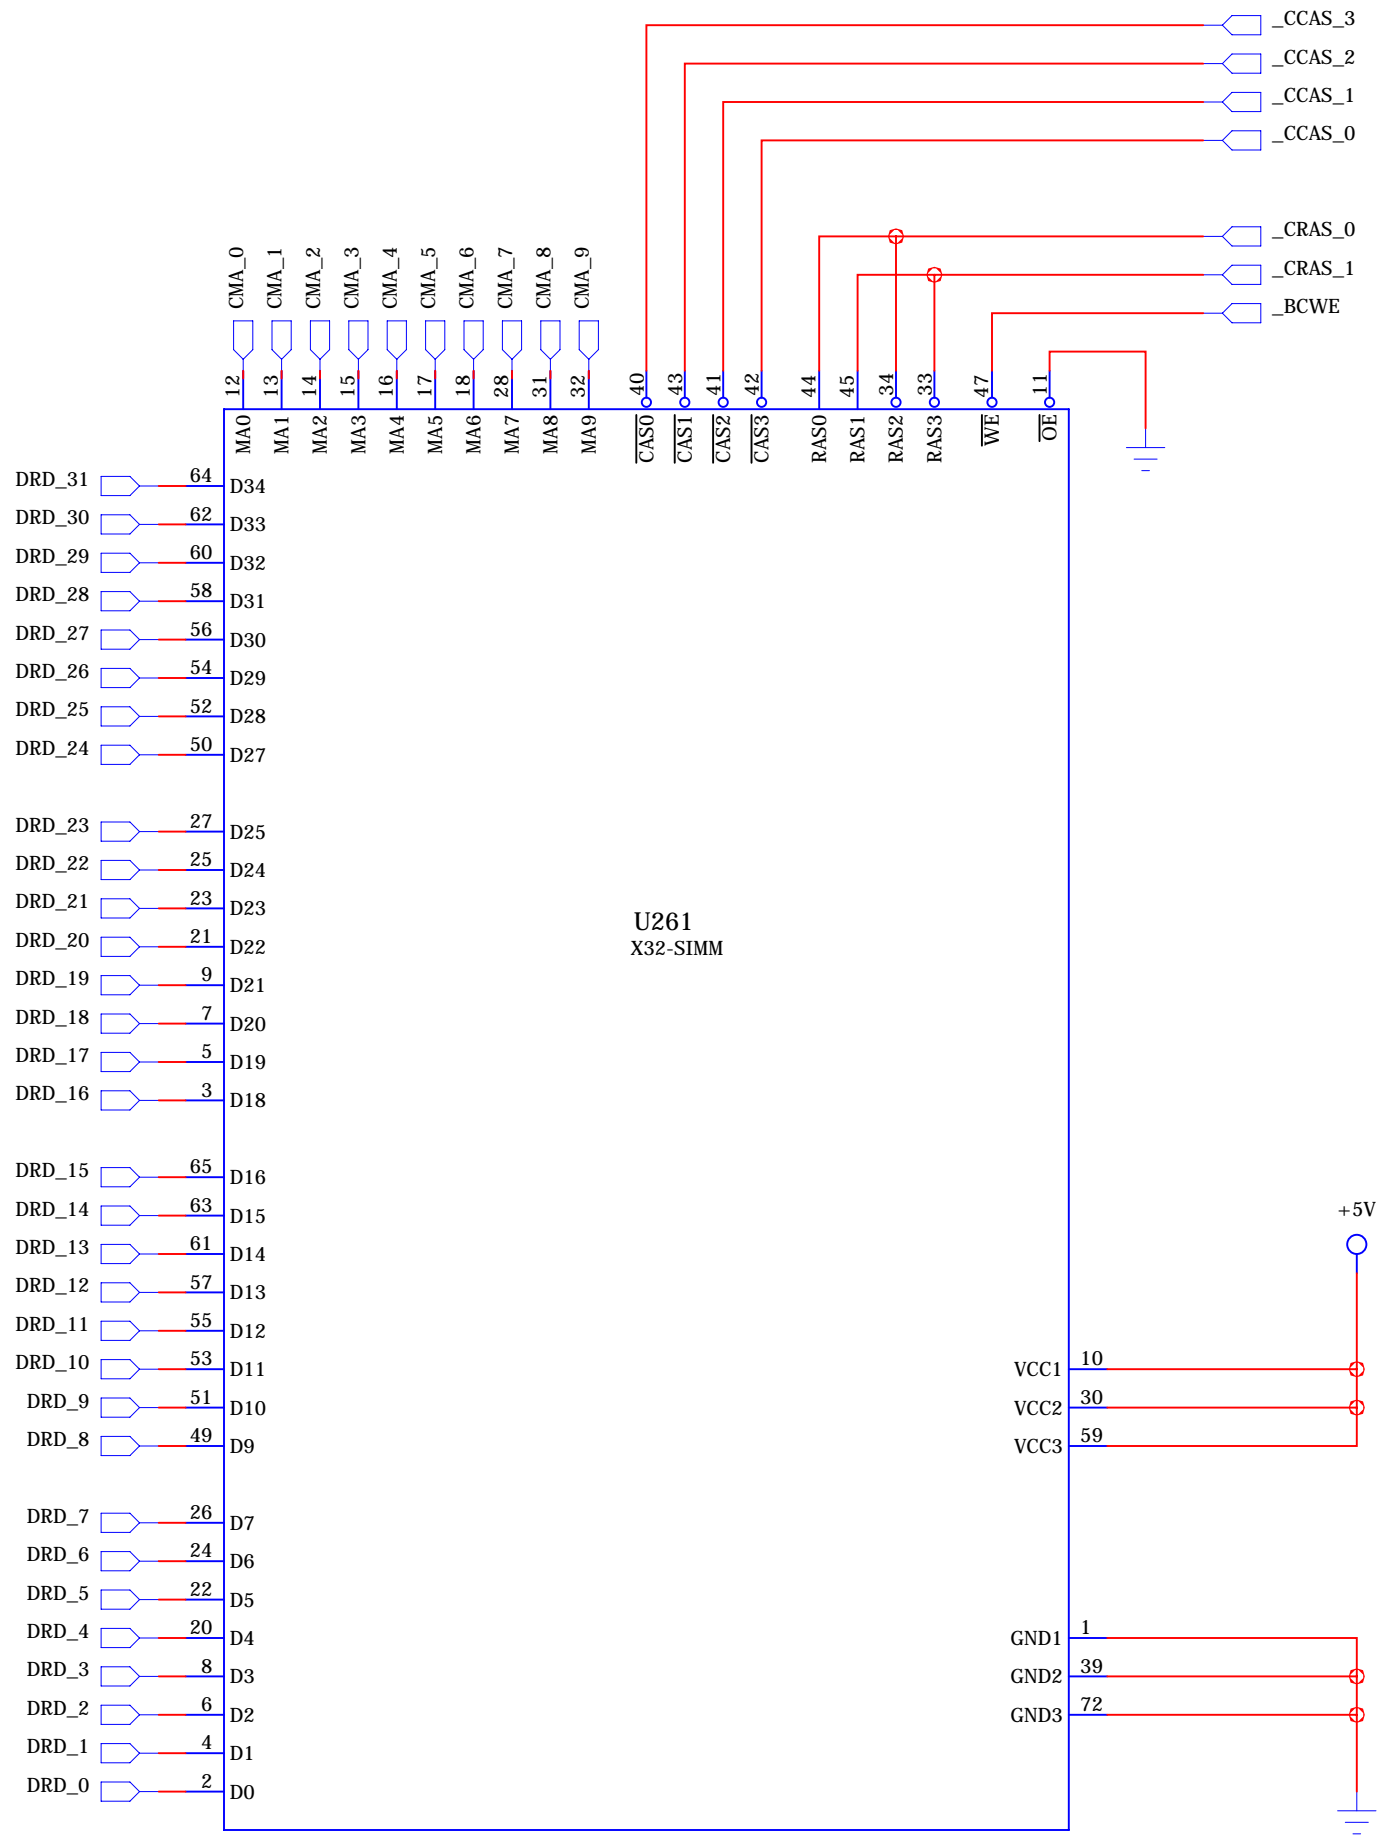 _CCAS_3
_CCAS_2
_CCAS_1
_CCAS_0
_CRAS_0
_CRAS_1
_BCWE
CMA_0 CMA_1 CMA_2 CMA_3 CMA_4 CMA_5 CMA_6 CMA_7 CMA_8 CMA_9
12 13 14 15 16 17 18 28 31 32 40 43 41 42 44 45 34 33 47 11
MA0 MA1 MA2 MA3 MA4 MA5 MA6 MA7 MA8 MA9 CAS0 CAS1 CAS2 CAS3 RAS0 RAS1 RAS2 RAS3 WE OE
DRD_31 64 D34
DRD_30 62 D33
DRD_29 60 D32
DRD_28 58 D31
DRD_27 56 D30
DRD_26 54 D29
DRD_25 52 D28
DRD_24 50 D27
DRD_23 27 D25
DRD_22 25 D24
DRD_21 23 D23
DRD_20 21 D22
DRD_19 9 D21
DRD_18 7 D20
DRD_17 5 D19
DRD_16 3 D18
U261
X32-SIMM
DRD_15 65 D16
DRD_14 63 D15
DRD_13 61 D14
DRD_12 57 D13
DRD_11 55 D12
DRD_10 53 D11
DRD_9 51 D10
DRD_8 49 D9
+5V
VCC1 10
VCC2 30
VCC3 59
DRD_7 26 D7
DRD_6 24 D6
DRD_5 22 D5
DRD_4 20 D4
DRD_3 8 D3
DRD_2 6 D2
DRD_1 4 D1
DRD_0 2 D0
GND1 1
GND2 39
GND3 72